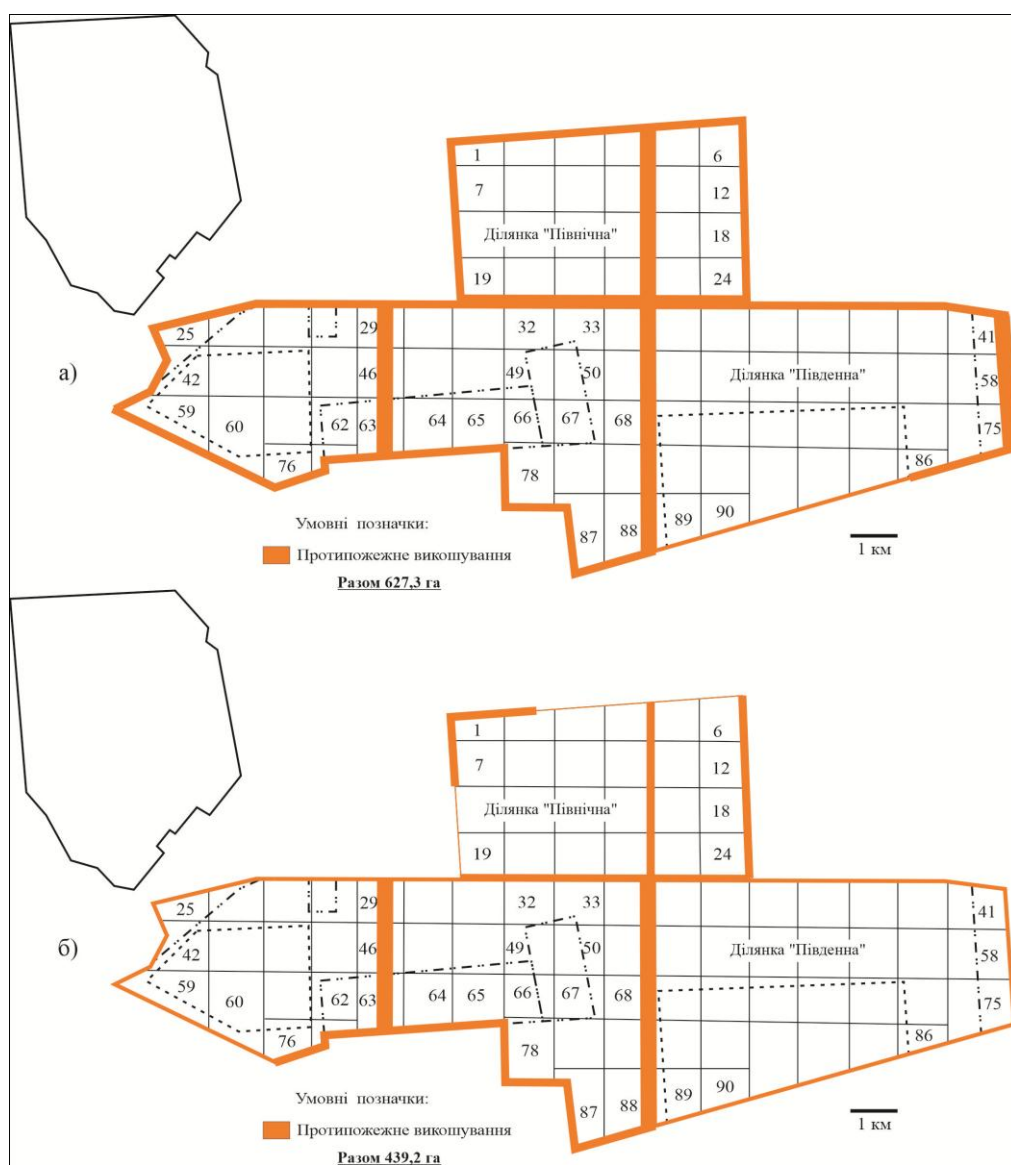 1 6
7 12
Ділянка "Північна" 18
19 24
25 29 32 33 41
а) 42 46 49 50 Ділянка "Південна" 58
59 60 62 63 64 65 66 67 68 75
76 78 86
87 88 89 90
Умовні позначки:
Протипожежне викошування
1 км
Разом 627,3 га
1 6
7 12
Ділянка "Північна" 18
19 24
25 29 32 33 41
б) 42 46 49 50 Ділянка "Південна" 58
59 60 62 63 64 65 66 67 68 75
76 78 86
87 88 89 90
Умовні позначки:
1 км
Протипожежне викошування
Разом 439,2 га